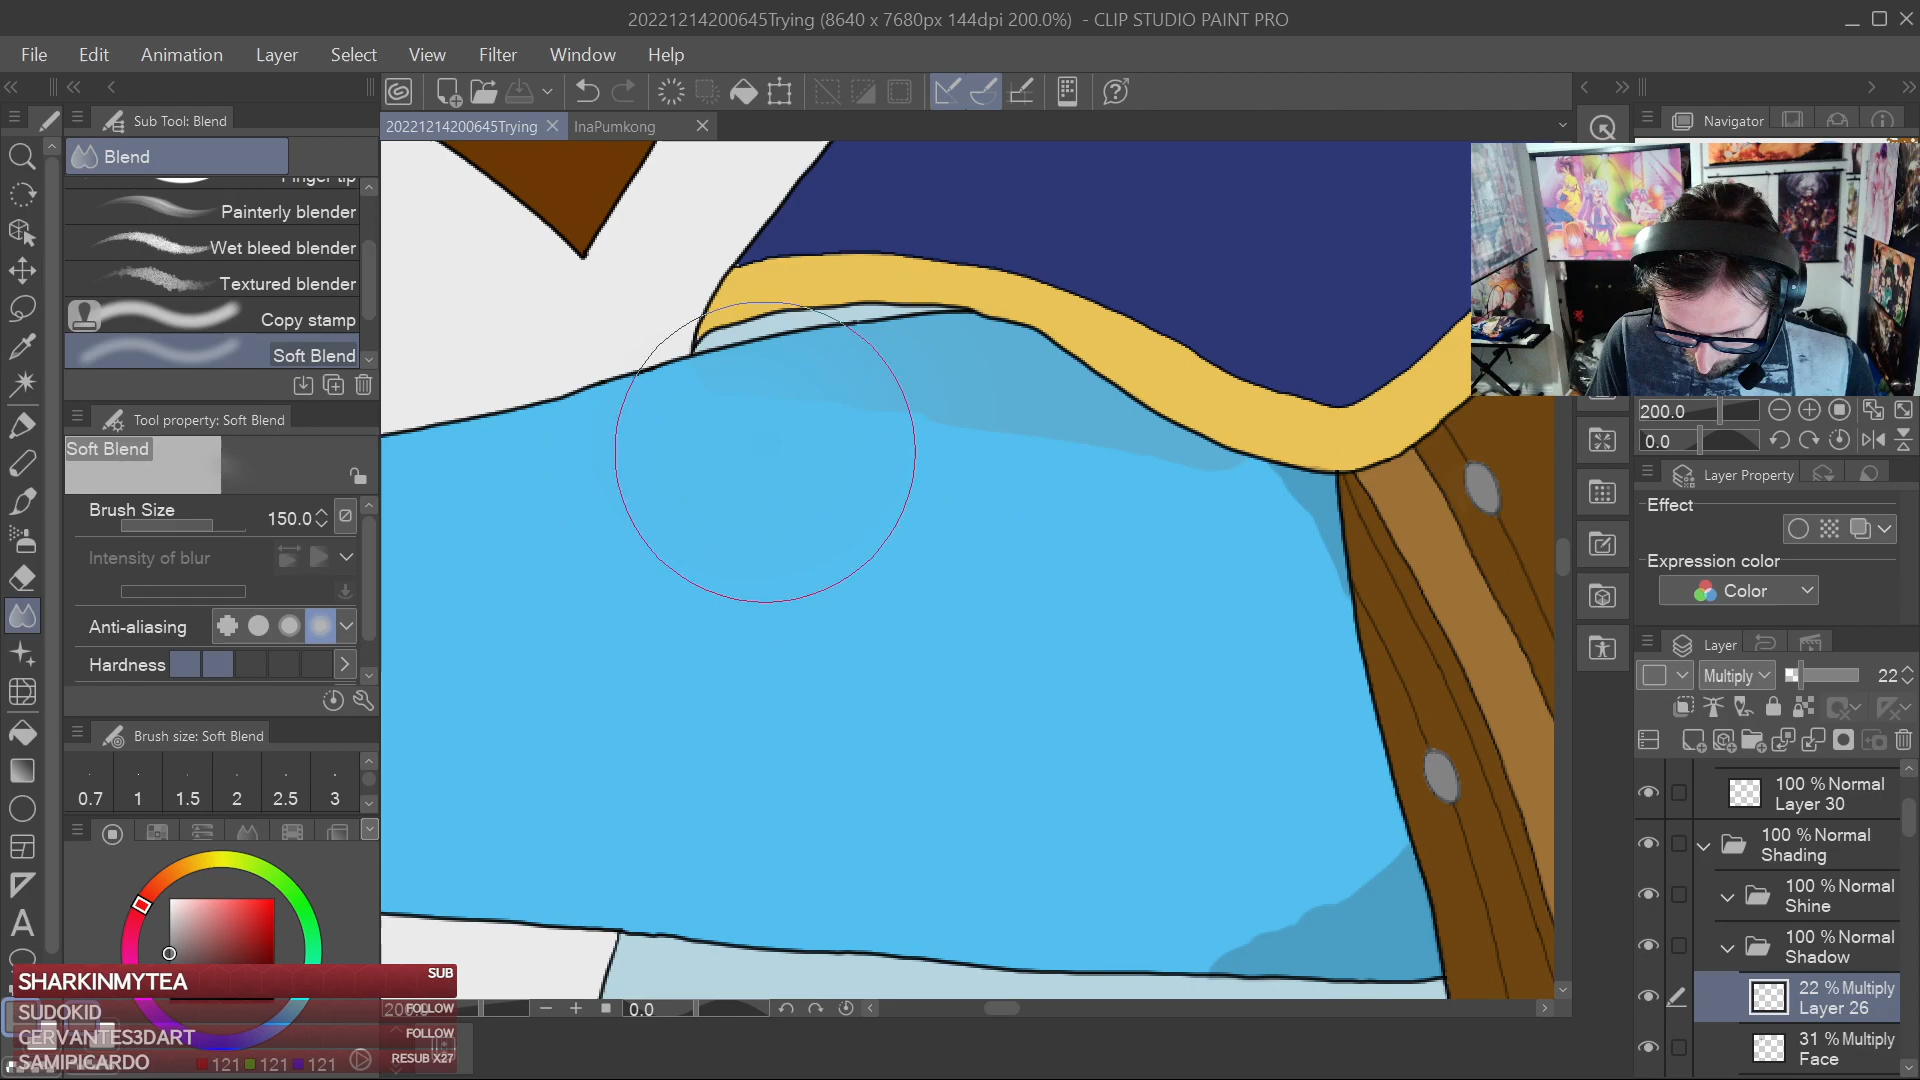 20221214200645Trying (8640 x 7680px 144dpi 200.0%) - CLIP STUDIO PAINT PRO
File Edit Animation Layer Select View Filter Window Help
Sub Tool: Blend
20221214200645Trying
InaPumkong
Navigator
Blend
Finger tip
Painterly blender
Wet bleed blender
Textured blender
Copy stamp
Soft Blend
Tool property: Soft Blend
Soft Blend
Brush Size 150.0
Intensity of blur
Anti-aliasing
Hardness
Brush size: Soft Blend
0.7 1 1.5 2 2.5 3
200.0
0.0
Layer Property
Effect
Expression color
Color
Layer
Multiply 22
100 % Normal
Layer 30
100 % Normal
Shading
100 % Normal
Shine
100 % Normal
Shadow
22 % Multiply
Layer 26
31 % Multiply
Face
SHARKINMYTEA SUB
SUDOKID FOLLOW
CERVANTES3DART FOLLOW
SAMIPICARDO RESUB X27
121 121 121
0.0